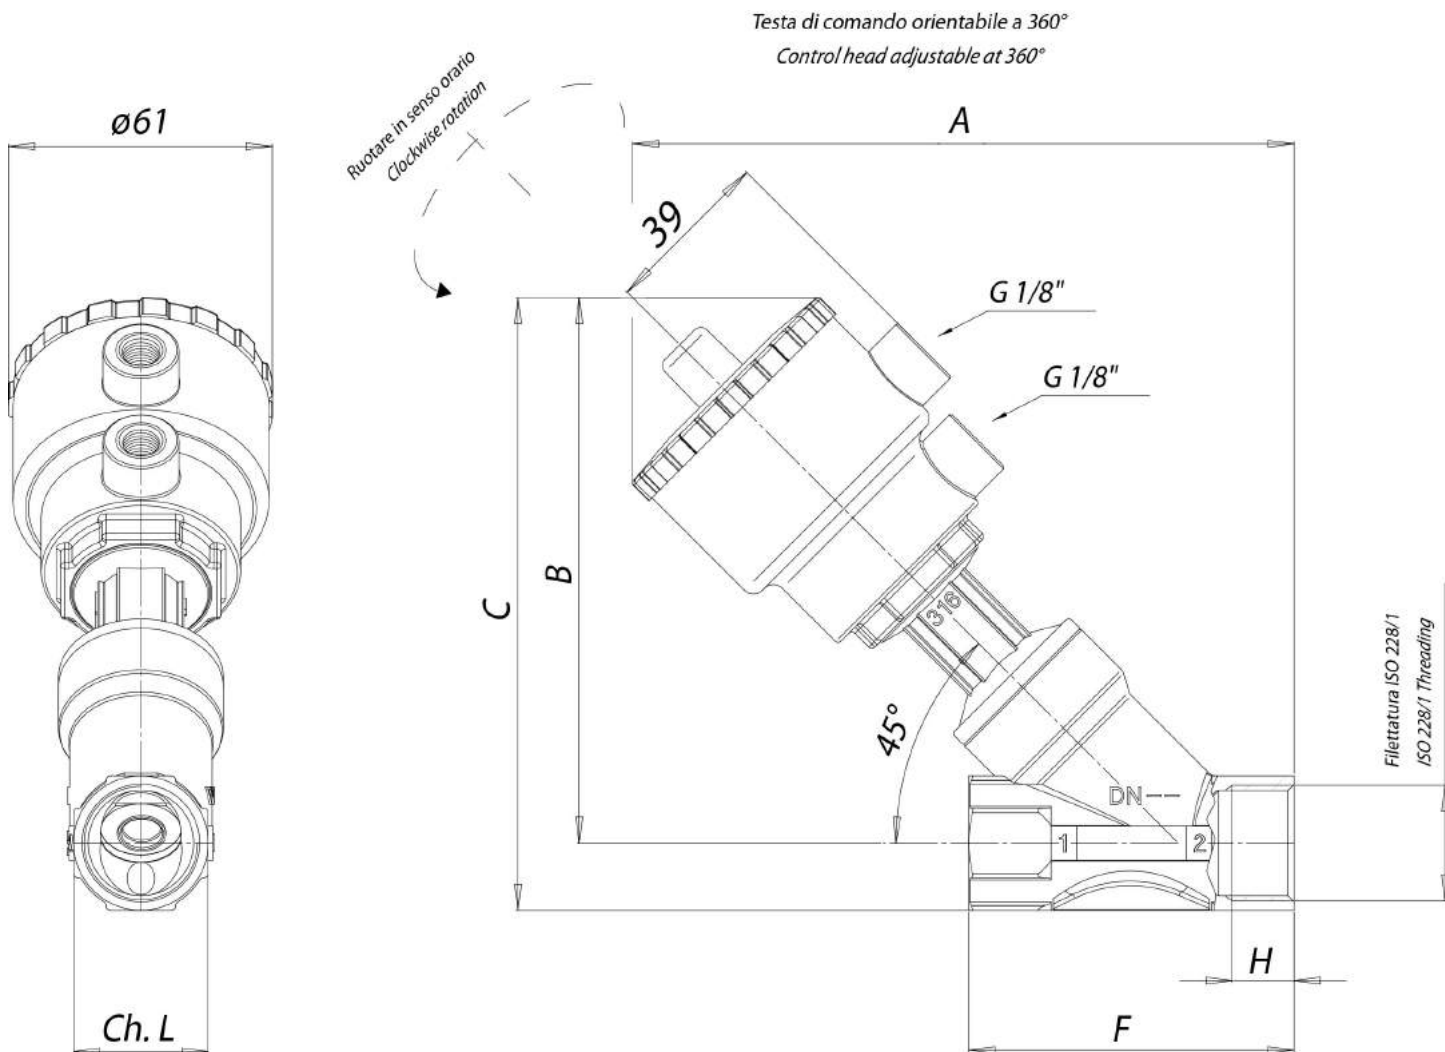 Testa di comando orientabile a 360°
Control head adjustable at 360°
Ruotare in senso orario
Clockwise rotation
ø61
A
39
G 1/8"
G 1/8"
B
C
316
45°
Filettatura ISO 228/1
ISO 228/1 Threading
DN--
1
2
H
Ch. L
F